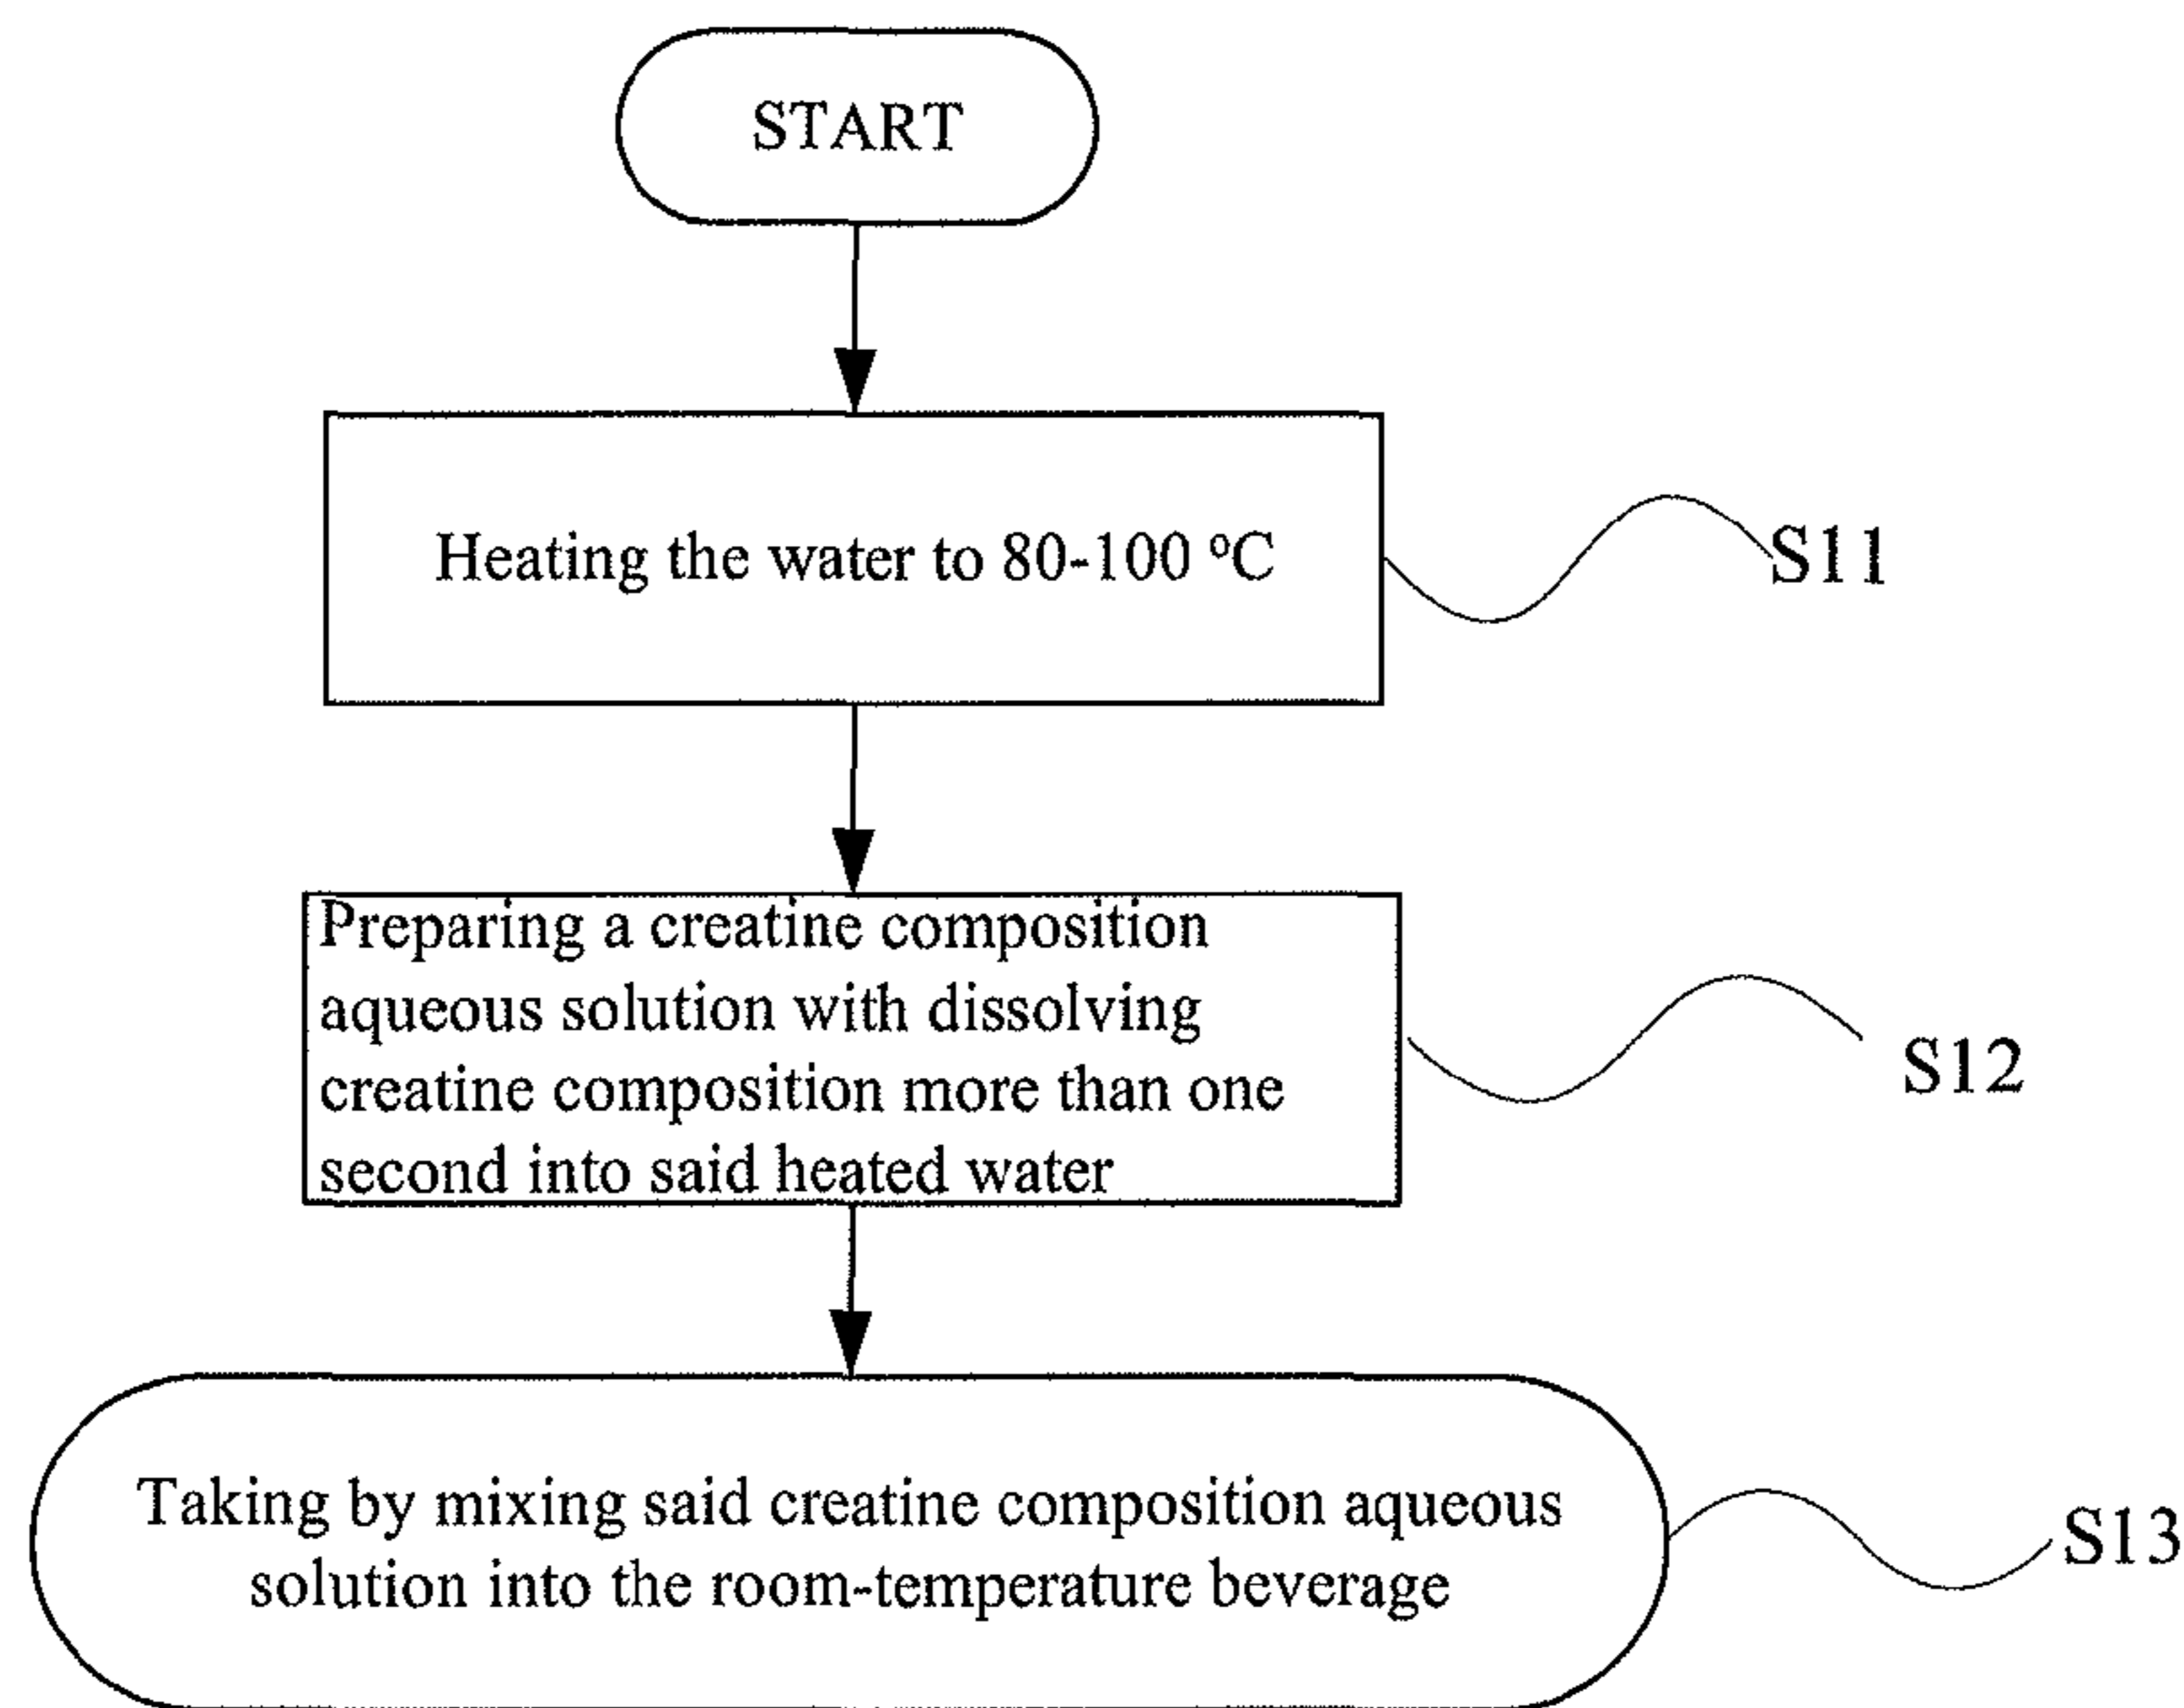 START
Heating the water to 80-100 ºC
S11
Preparing a creatine composition
aqueous solution with dissolving
creatine composition more than one
second into said heated water
S12
Taking by mixing said creatine composition aqueous
solution into the room-temperature beverage
S13